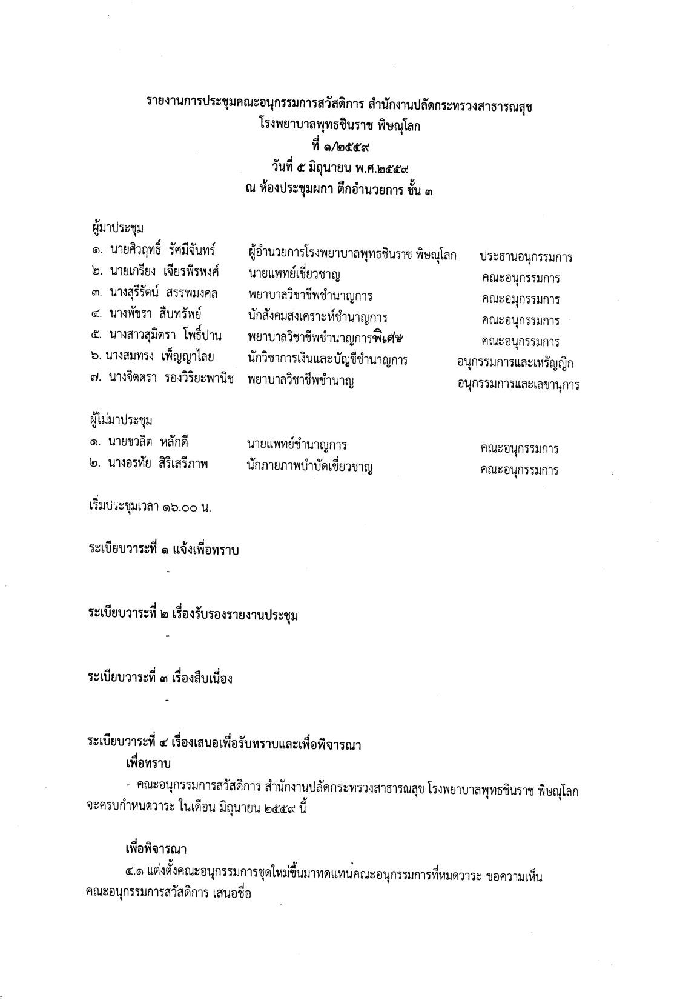 รายงานการประชุมคณะอนุกรรมการสวัสดิการ สำนักงานปลัดกระทรวงสาธารณสุข
โรงพยาบาลพุทธชินราช พิษณุโลก
ที่ ๑/๒๕๕๙
วันที่ ๕ มิถุนายน พ.ศ.๒๕๕๙
ณ ห้องประชุมผกา ตึกอำนวยการ ชั้น ๓
ผู้มาประชุม
๑. นายศิวฤทธิ์ รัศมีจันทร์ ผู้อำนวยการโรงพยาบาลพุทธชินราช พิษณุโลก ประธานอนุกรรมการ
๒. นายเกรียง เจียรพีรพงศ์ นายแพทย์เชี่ยวชาญ คณะอนุกรรมการ
๓. นางสุรีรัตน์ สรรพมงคล พยาบาลวิชาชีพชำนาญการ คณะอนุกรรมการ
๔. นางพัชรา สืบทรัพย์ นักสังคมสงเคราะห์ชำนาญการ คณะอนุกรรมการ
๕. นางสาวสุมิตรา โพธิ์ปาน พยาบาลวิชาชีพชำนาญการพิเศษ คณะอนุกรรมการ
๖. นางสมทรง เพ็ญญาไลย นักวิชาการเงินและบัญชีชำนาญการ อนุกรรมการและเหรัญญิก
๗. นางจิตตรา รองวิริยะพานิช พยาบาลวิชาชีพชำนาญ อนุกรรมการและเลขานุการ
ผู้ไม่มาประชุม
๑. นายชวลิต หลักดี นายแพทย์ชำนาญการ คณะอนุกรรมการ
๒. นางอรทัย สิริเสรีภาพ นักภายภาพบำบัดเชี่ยวชาญ คณะอนุกรรมการ
เริ่มประชุมเวลา ๑๖.๐๐ น.
ระเบียบวาระที่ ๑ แจ้งเพื่อทราบ
-
ระเบียบวาระที่ ๒ เรื่องรับรองรายงานประชุม
-
ระเบียบวาระที่ ๓ เรื่องสืบเนื่อง
-
ระเบียบวาระที่ ๔ เรื่องเสนอเพื่อรับทราบและเพื่อพิจารณา
เพื่อทราบ
- คณะอนุกรรมการสวัสดิการ สำนักงานปลัดกระทรวงสาธารณสุข โรงพยาบาลพุทธชินราช พิษณุโลก
จะครบกำหนดวาระ ในเดือน มิถุนายน ๒๕๕๙ นี้
เพื่อพิจารณา
๔.๑ แต่งตั้งคณะอนุกรรมการชุดใหม่ขึ้นมาทดแทนคณะอนุกรรมการที่หมดวาระ ขอความเห็น
คณะอนุกรรมการสวัสดิการ เสนอชื่อ